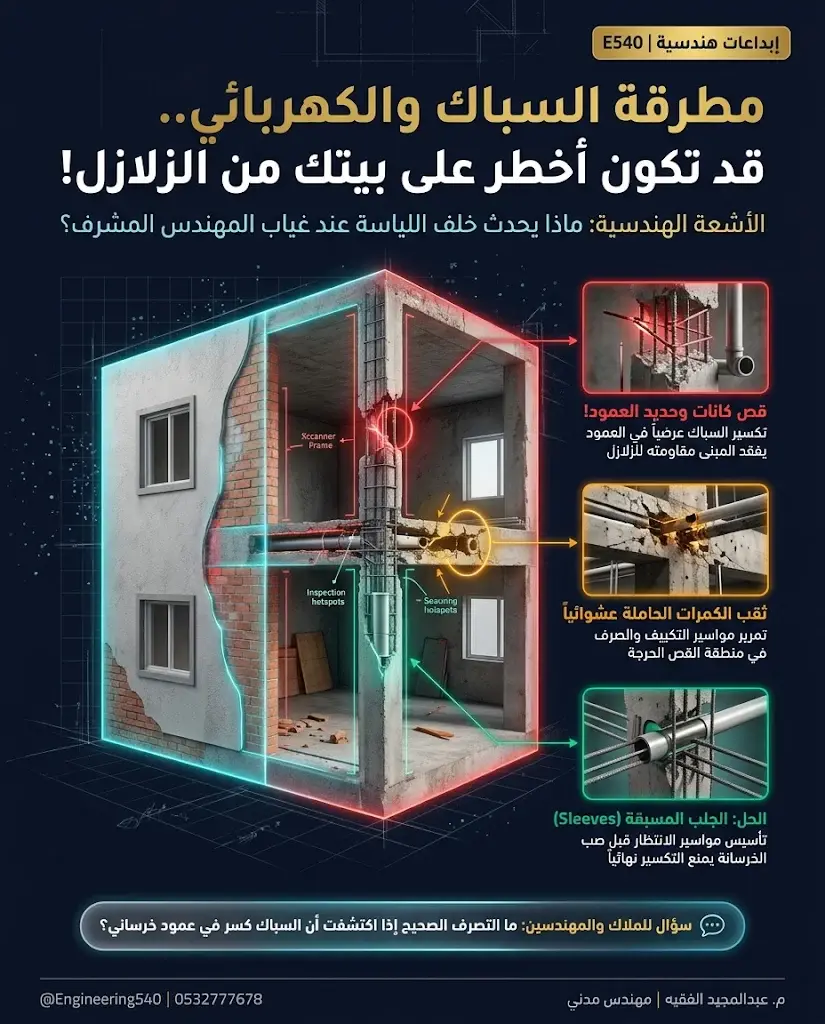 إبداعات هندسية | E540
مطرقة السباك والكهربائي..
قد تكون أخطر على بيتك من الزلازل!
الأشعة الهندسية: ماذا يحدث خلف اللياسة عند غياب المهندس المشرف؟
قص كانات وحديد العمود!
تكسير السباك عرضياً في العمود
يفقد المبنى مقاومته للزلازل
Xccanner
Prame
ثقب الكمرات الحاملة عشوائياً
تمرير مواسير التكييف والصرف
في منطقة القص الحرجة
Inspection
hetspots
الحل: الجلب المسبقة (Sleeves)
تأسيس مواسير الانتظار قبل صب
الخرسانة يمنع التكسير نهائياً
سؤال للملاك والمهندسين: ما التصرف الصحيح إذا اكتشفت أن السباك كسر في عمود خرساني؟
م. عبدالمجيد الفقيه | مهندس مدني
@Engineering540 | 0532777678